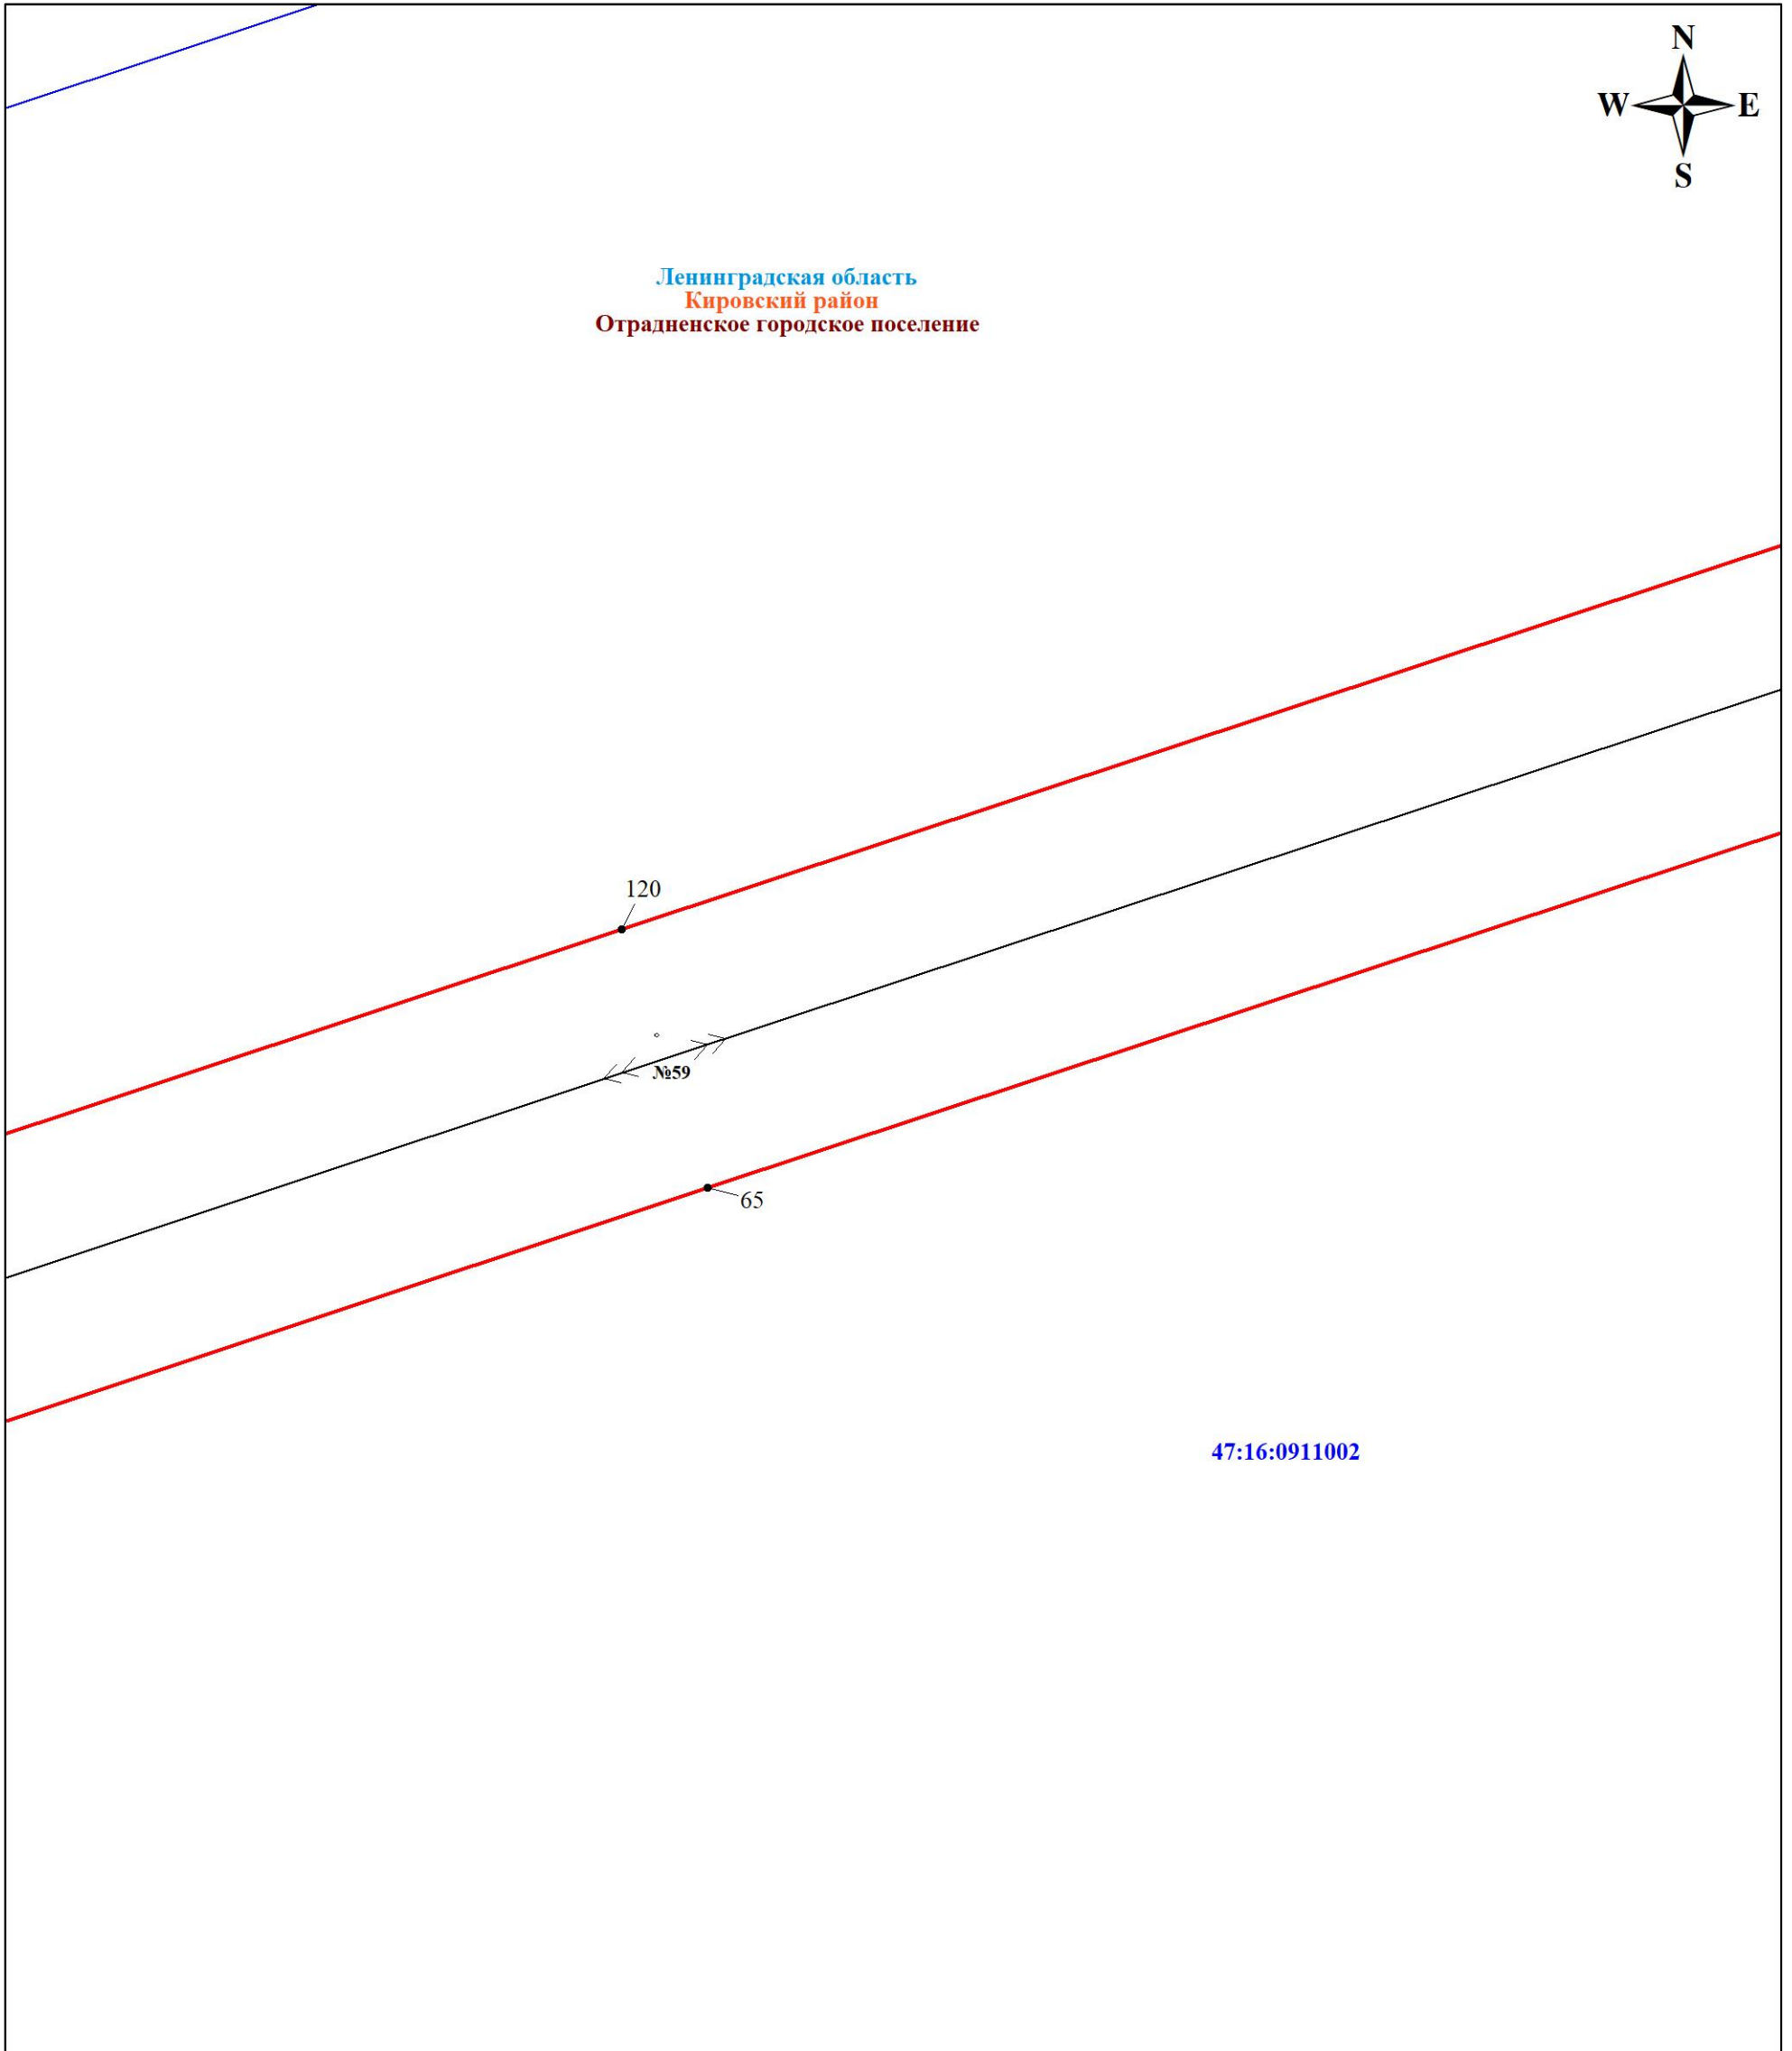 N
W E
S
Ленинградская область
Кировский район
Отрадненское городское поселение
120
№59
65
47:16:0911002